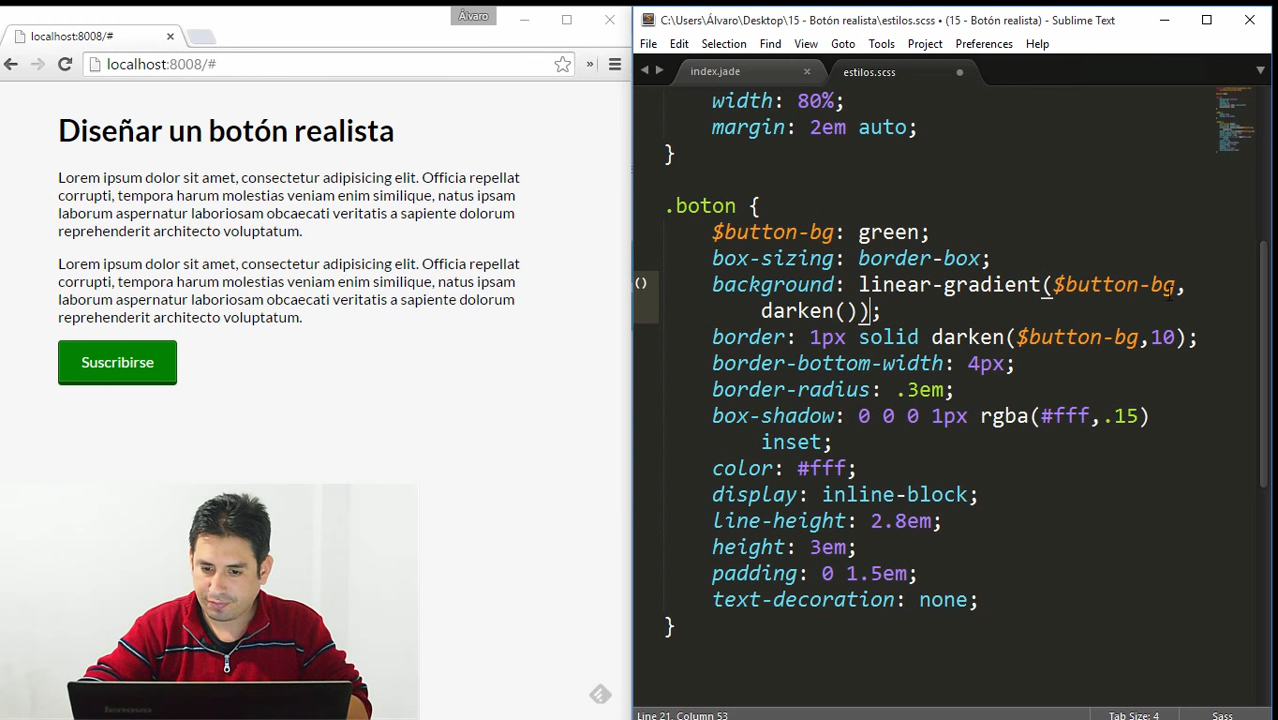 Álvaro
localhost:8008/#
localhost:8008/#
»
Diseñar un botón realista
Lorem ipsum dolor sit amet, consectetur adipisicing elit. Officia repellat
corrupti, tempora harum molestias veniam enim similique, natus ipsam
laborum aspernatur laboriosam obcaecati veritatis a sapiente dolorum
reprehenderit architecto voluptatum.
Lorem ipsum dolor sit amet, consectetur adipisicing elit. Officia repellat
corrupti, tempora harum molestias veniam enim similique, natus ipsam
laborum aspernatur laboriosam obcaecati veritatis a sapiente dolorum
reprehenderit architecto voluptatum.
Suscribirse
lenovo
C:\Users\Álvaro\Desktop\15 - Botón realista\estilos.scss • (15 - Botón realista) - Sublime Text
File Edit Selection Find View Goto Tools Project Preferences Help
index.jade
estilos.scss
width: 80%;
margin: 2em auto;
}
.boton {
$button-bg: green;
box-sizing: border-box;
background: linear-gradient($button-bg,
darken());
border: 1px solid darken($button-bg,10);
border-bottom-width: 4px;
border-radius: .3em;
box-shadow: 0 0 0 1px rgba(#fff,.15)
inset;
color: #fff;
display: inline-block;
line-height: 2.8em;
height: 3em;
padding: 0 1.5em;
text-decoration: none;
}
()
Line 21, Column 53
Tab Size: 4
Sass